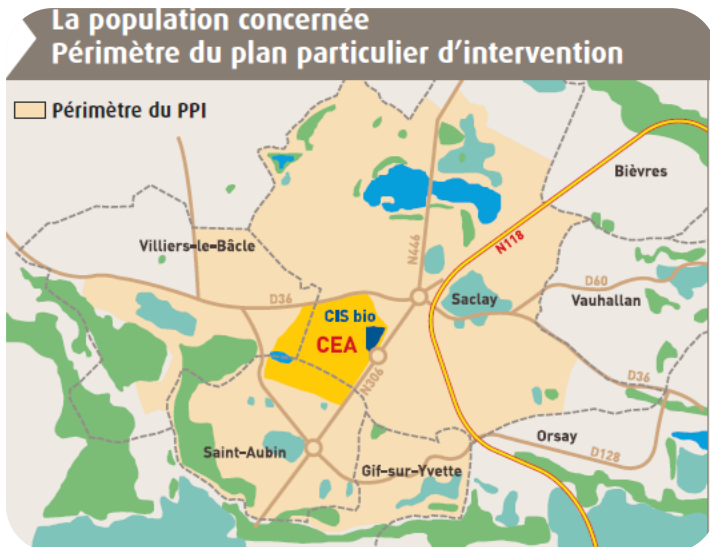 La population concernée
Périmètre du plan particulier d'intervention
Périmètre du PPI
Bièvres
Villiers-le-Bâcle
N446
N118
D36
Saclay
D60
Vauhallan
CIS bio
CEA
N306
D36
Saint-Aubin
Gif-sur-Yvette
Orsay
D128